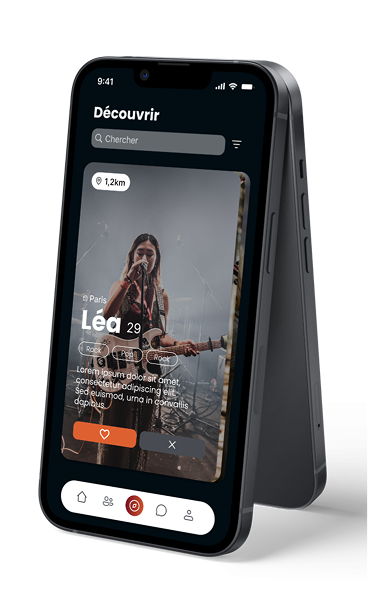 9:41
Découvrir
Chercher
1,2km
Paris
Léa 29
Rock Pop Rock
Lorem ipsum dolor sit amet,
consectetur adipiscing elit.
Sed euismod, urna in convallis
dapibus.